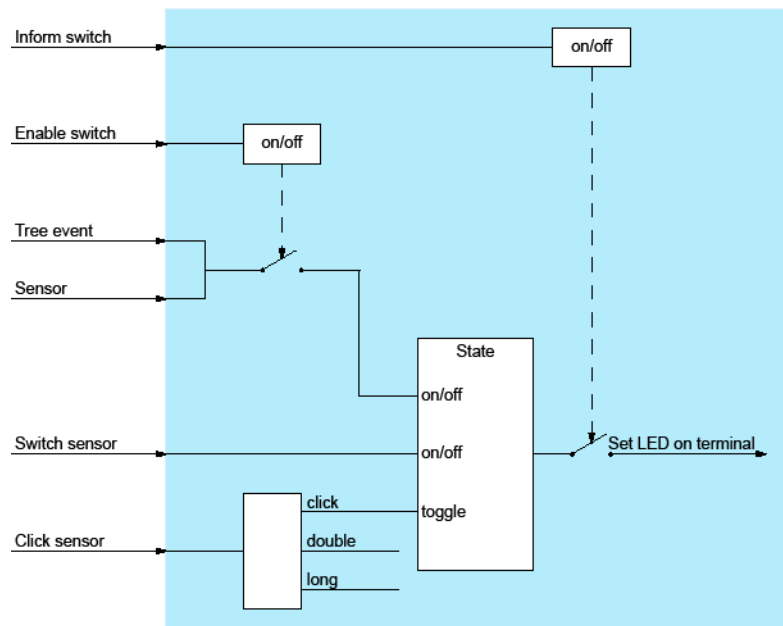 Inform switch
on/off
Enable switch
on/off
Tree event
Sensor
State
on/off
Switch sensor
on/off
Set LED on terminal
click
toggle
Click sensor
double
long